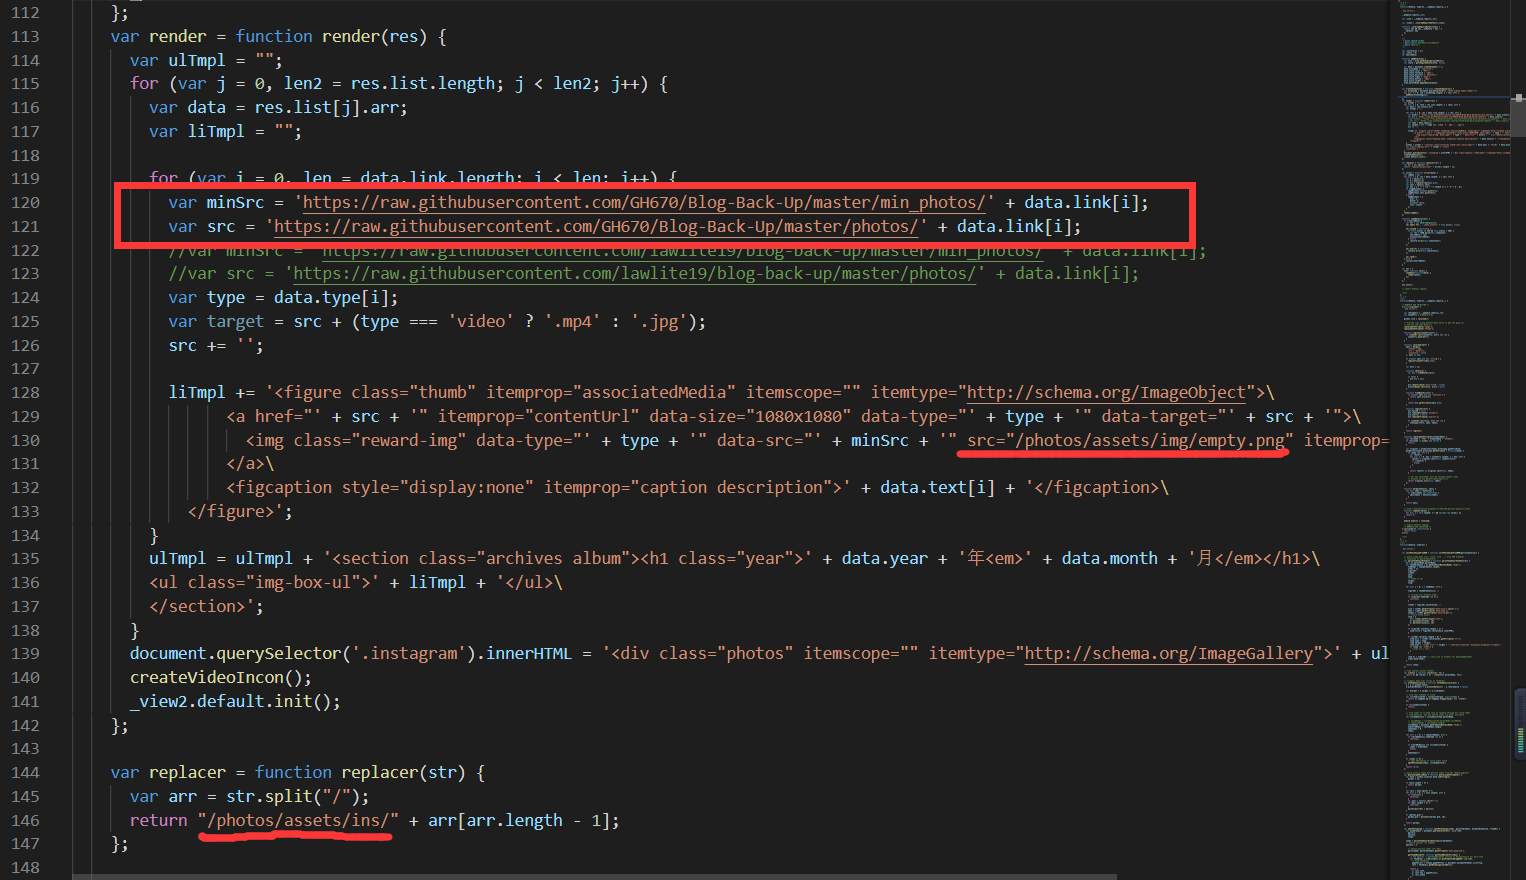 112 };
113 var render = function render(res) {
114 var ulTmpl = "";
115 for (var j = 0, len2 = res.list.length; j < len2; j++) {
116 var data = res.list[j].arr;
117 var liTmpl = "";
118
119 for (var i = 0, len = data.link.length; i < len; i++) {
120 var minSrc = 'https://raw.githubusercontent.com/GH670/Blog-Back-Up/master/min_photos/' + data.link[i];
121 var src = 'https://raw.githubusercontent.com/GH670/Blog-Back-Up/master/photos/' + data.link[i];
122 //var minSrc = 'https://raw.githubusercontent.com/lawlite19/blog-back-up/master/min_photos/' + data.link[i];
123 //var src = 'https://raw.githubusercontent.com/lawlite19/blog-back-up/master/photos/' + data.link[i];
124 var type = data.type[i];
125 var target = src + (type === 'video' ? '.mp4' : '.jpg');
126 src += '';
127
128 liTmpl += '<figure class="thumb" itemprop="associatedMedia" itemscope="" itemtype="http://schema.org/ImageObject">\
129 <a href="' + src + '" itemprop="contentUrl" data-size="1080x1080" data-type="' + type + '" data-target="' + src + '">\
130 <img class="reward-img" data-type="' + type + '" data-src="' + minSrc + '" src="/photos/assets/img/empty.png" itemprop=
131 </a>\
132 <figcaption style="display:none" itemprop="caption description">' + data.text[i] + '</figcaption>\
133 </figure>';
134 }
135 ulTmpl = ulTmpl + '<section class="archives album"><h1 class="year">' + data.year + '年<em>' + data.month + '月</em></h1>\
136 <ul class="img-box-ul">' + liTmpl + '</ul>\
137 </section>';
138 }
139 document.querySelector('.instagram').innerHTML = '<div class="photos" itemscope="" itemtype="http://schema.org/ImageGallery">' + ul
140 createVideoIncon();
141 _view2.default.init();
142 };
143
144 var replacer = function replacer(str) {
145 var arr = str.split("/");
146 return "/photos/assets/ins/" + arr[arr.length - 1];
147 };
148